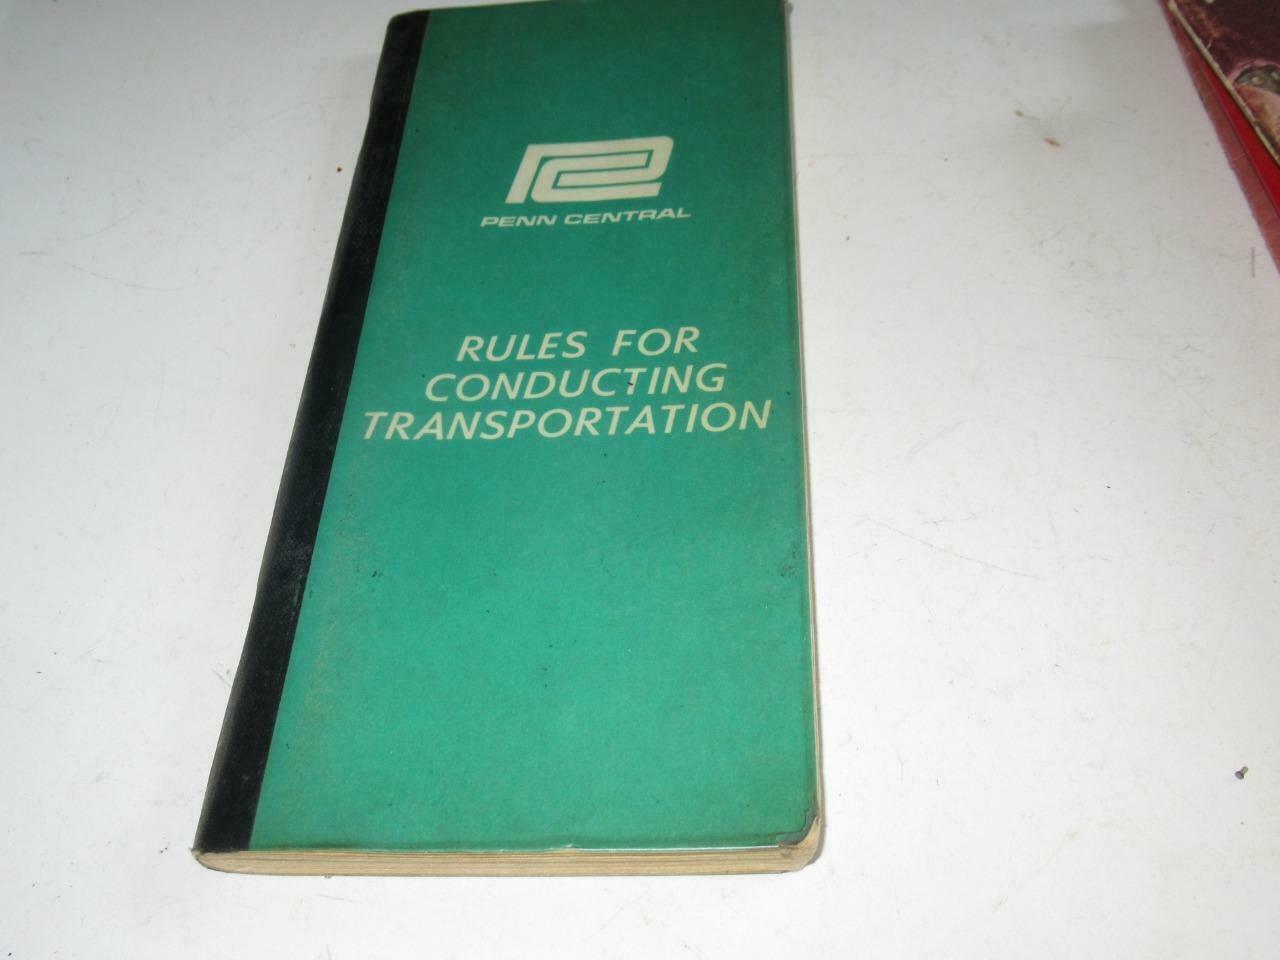 PENN CENTRAL
RULES FOR
CONDUCTING
TRANSPORTATION